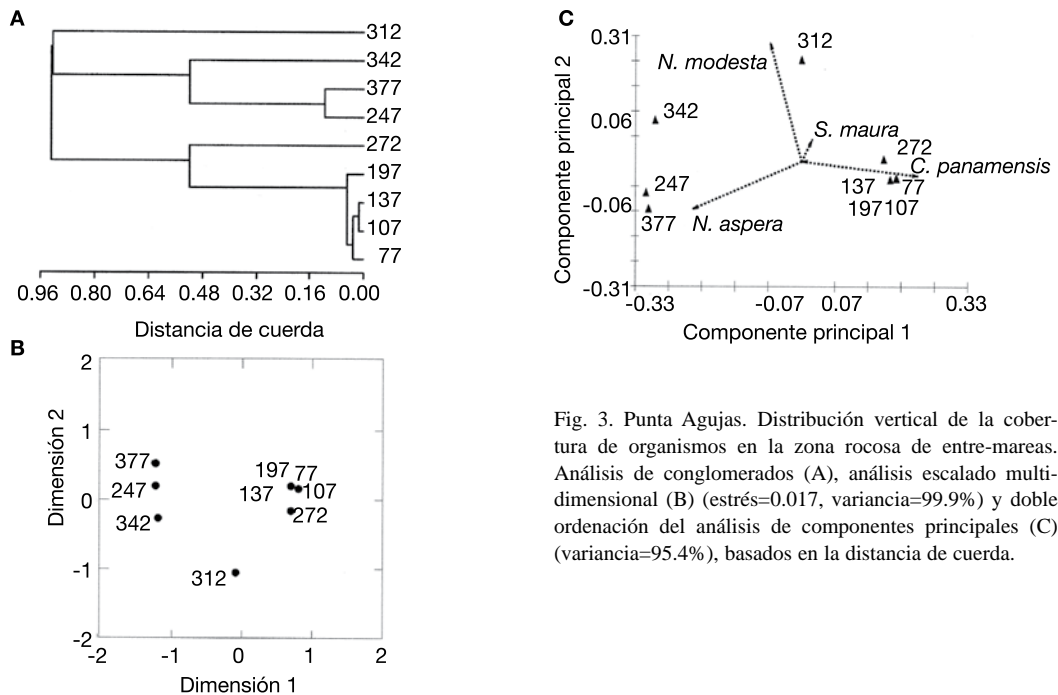 A
312
342
377
247
272
197
137
107
77
0.96 0.80 0.64 0.48 0.32 0.16 0.00
Distancia de cuerda
B
2
1
0
-1
-2
Dimensión 2
377
247
342
197 77
137 107
272
312
-2 -1 0 1 2
Dimensión 1
C
0.31
0.06
-0.06
-0.31
Componente principal 2
312
N. modesta
342
S. maura
272
C. panamensis
247
137 77
377
197 107
N. aspera
-0.33 -0.07 0.07 0.33
Componente principal 1
Fig. 3. Punta Agujas. Distribución vertical de la cober-
tura de organismos en la zona rocosa de entre-mareas.
Análisis de conglomerados (A), análisis escalado multi-
dimensional (B) (estrés=0.017, variancia=99.9%) y doble
ordenación del análisis de componentes principales (C)
(variancia=95.4%), basados en la distancia de cuerda.